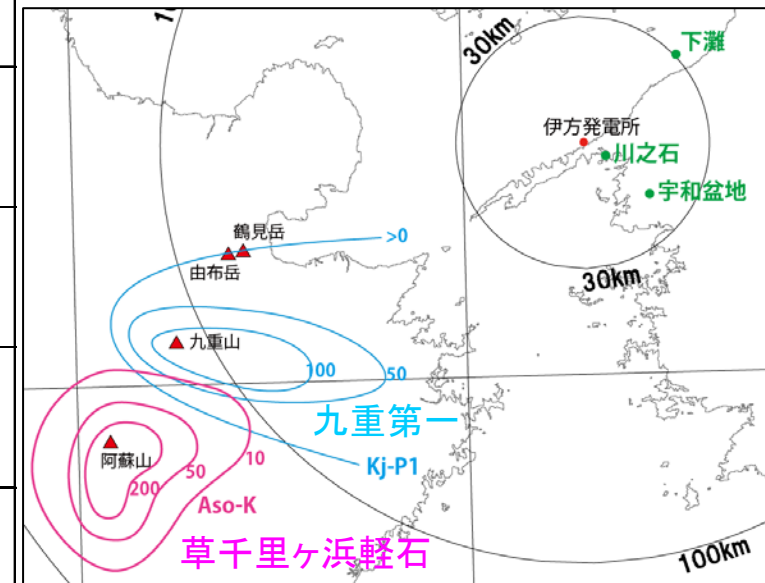 10
30km
下灘
伊方発電所
川之石
宇和盆地
鶴見岳
>0
由布岳
30km
九重山
100
50
九重第一
阿蘇山
10
50
Kj-P1
200
Aso-K
草千里ヶ浜軽石
100km